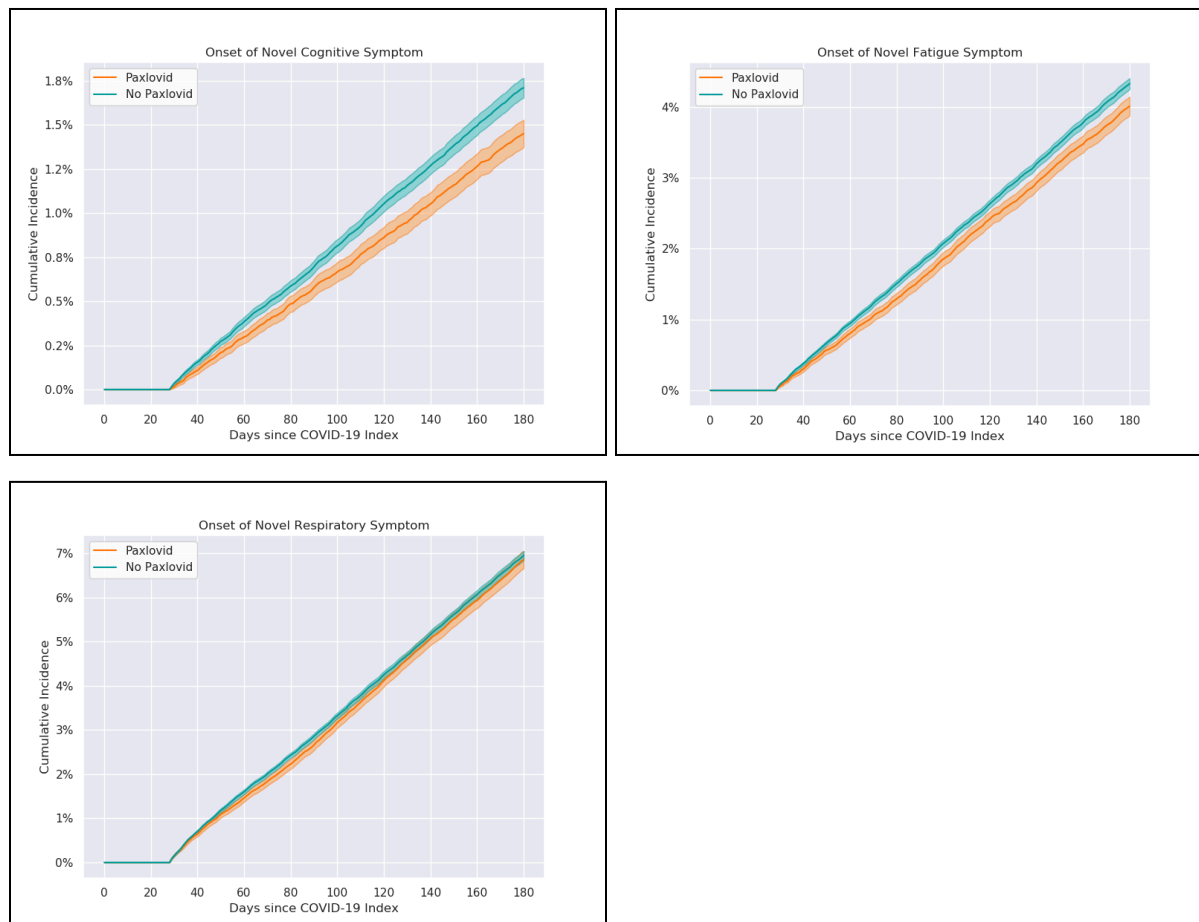 Onset of Novel Cognitive Symptom
Paxlovid
No Paxlovid
1.8%
1.5%
1.2%
1.0%
0.8%
0.5%
0.2%
0.0%
Cumulative Incidence
0 20 40 60 80 100 120 140 160 180
Days since COVID-19 Index
Onset of Novel Fatigue Symptom
Paxlovid
No Paxlovid
4%
3%
2%
1%
0%
Cumulative Incidence
0 20 40 60 80 100 120 140 160 180
Days since COVID-19 Index
Onset of Novel Respiratory Symptom
Paxlovid
No Paxlovid
7%
6%
5%
4%
3%
2%
1%
0%
Cumulative Incidence
0 20 40 60 80 100 120 140 160 180
Days since COVID-19 Index